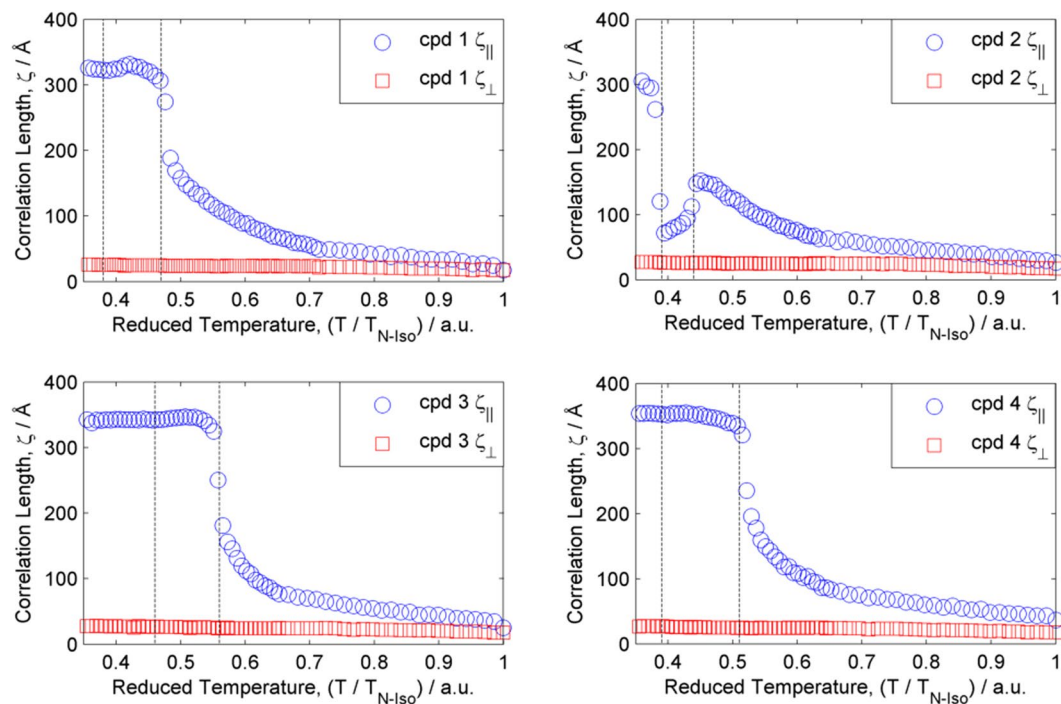 400
300
200
100
0
Correlation Length, ζ / Å
cpd 1 ζ||
cpd 1 ζ⊥
0.4 0.5 0.6 0.7 0.8 0.9 1
Reduced Temperature, (T / T_N-Iso) / a.u.
400
300
200
100
0
Correlation Length, ζ / Å
cpd 2 ζ||
cpd 2 ζ⊥
0.4 0.5 0.6 0.7 0.8 0.9 1
Reduced Temperature, (T / T_N-Iso) / a.u.
400
300
200
100
0
Correlation Length, ζ / Å
cpd 3 ζ||
cpd 3 ζ⊥
0.4 0.5 0.6 0.7 0.8 0.9 1
Reduced Temperature, (T / T_N-Iso) / a.u.
400
300
200
100
0
Correlation Length, ζ / Å
cpd 4 ζ||
cpd 4 ζ⊥
0.4 0.5 0.6 0.7 0.8 0.9 1
Reduced Temperature, (T / T_N-Iso) / a.u.